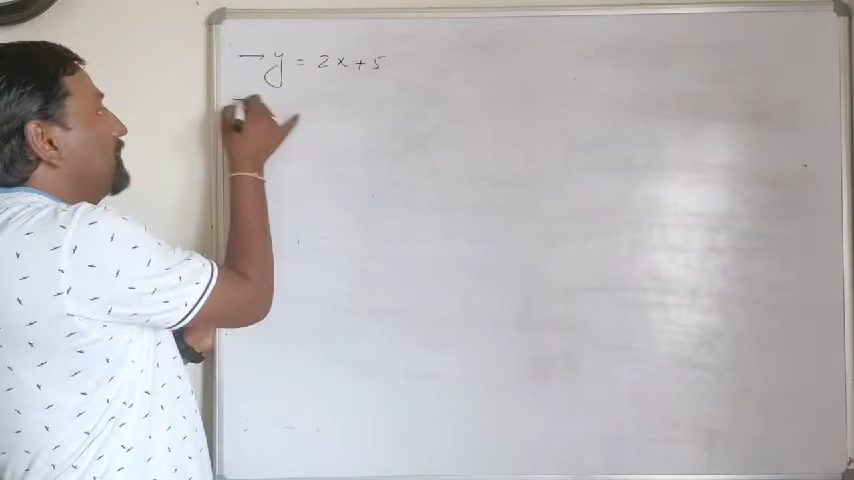 → y = 2x + 5